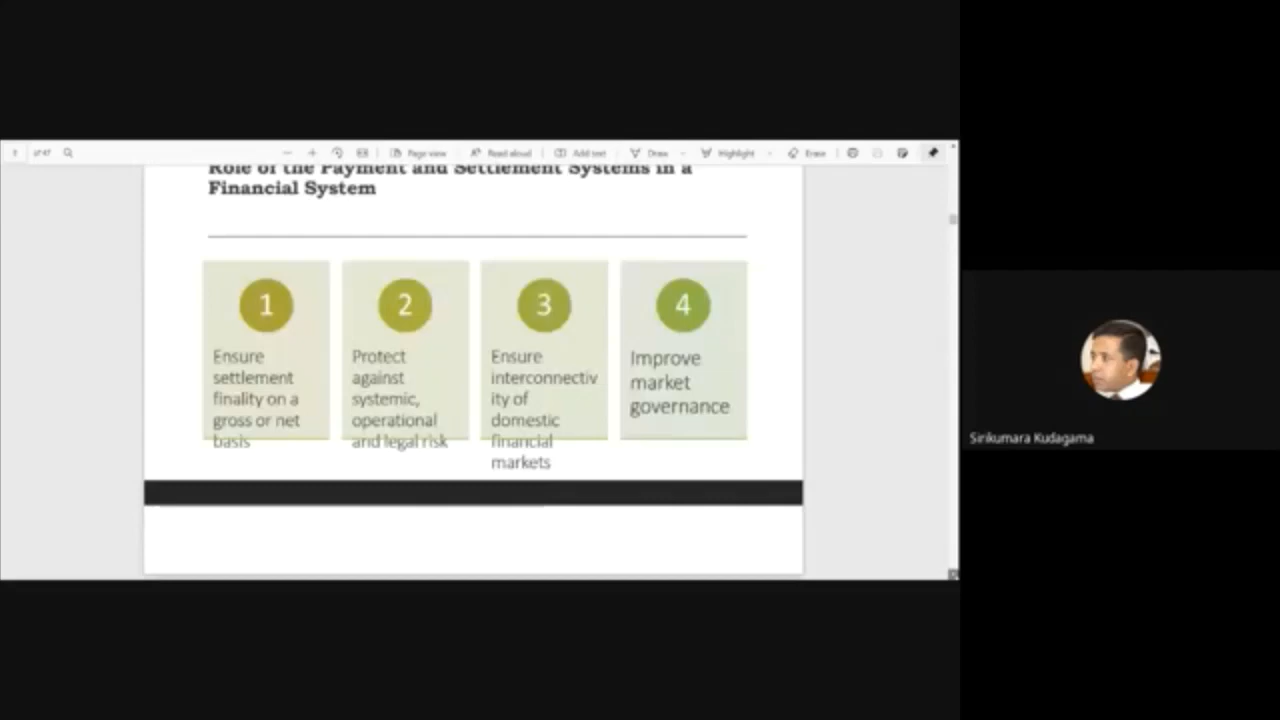 of 47
Page view
Read aloud
Add text
Draw
Highlight
Erase
Role of the Payment and Settlement Systems in a
Financial System
1
Ensure
settlement
finality on a
gross or net
basis
2
Protect
against
systemic,
operational
and legal risk
3
Ensure
interconnectiv
ity of
domestic
financial
markets
4
Improve
market
governance
Sirikumara Kudagama